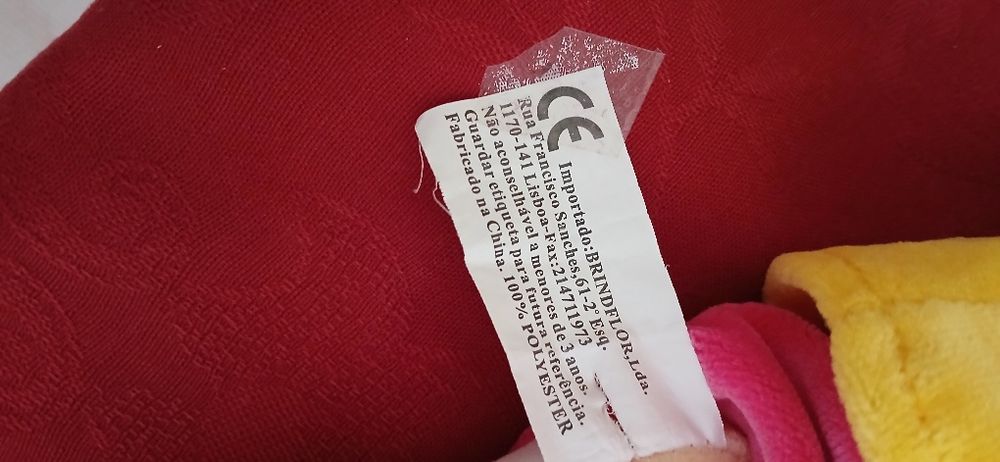 CE Importado:BRINDFLOR,Lda.
Rua Francisco Sanches,61-2º Esq.
1170-141 Lisboa-Fax:214711973
Não aconselhável a menores de 3 anos.
Guardar etiqueta para futura referência.
Fabricado na China. 100% POLYESTER